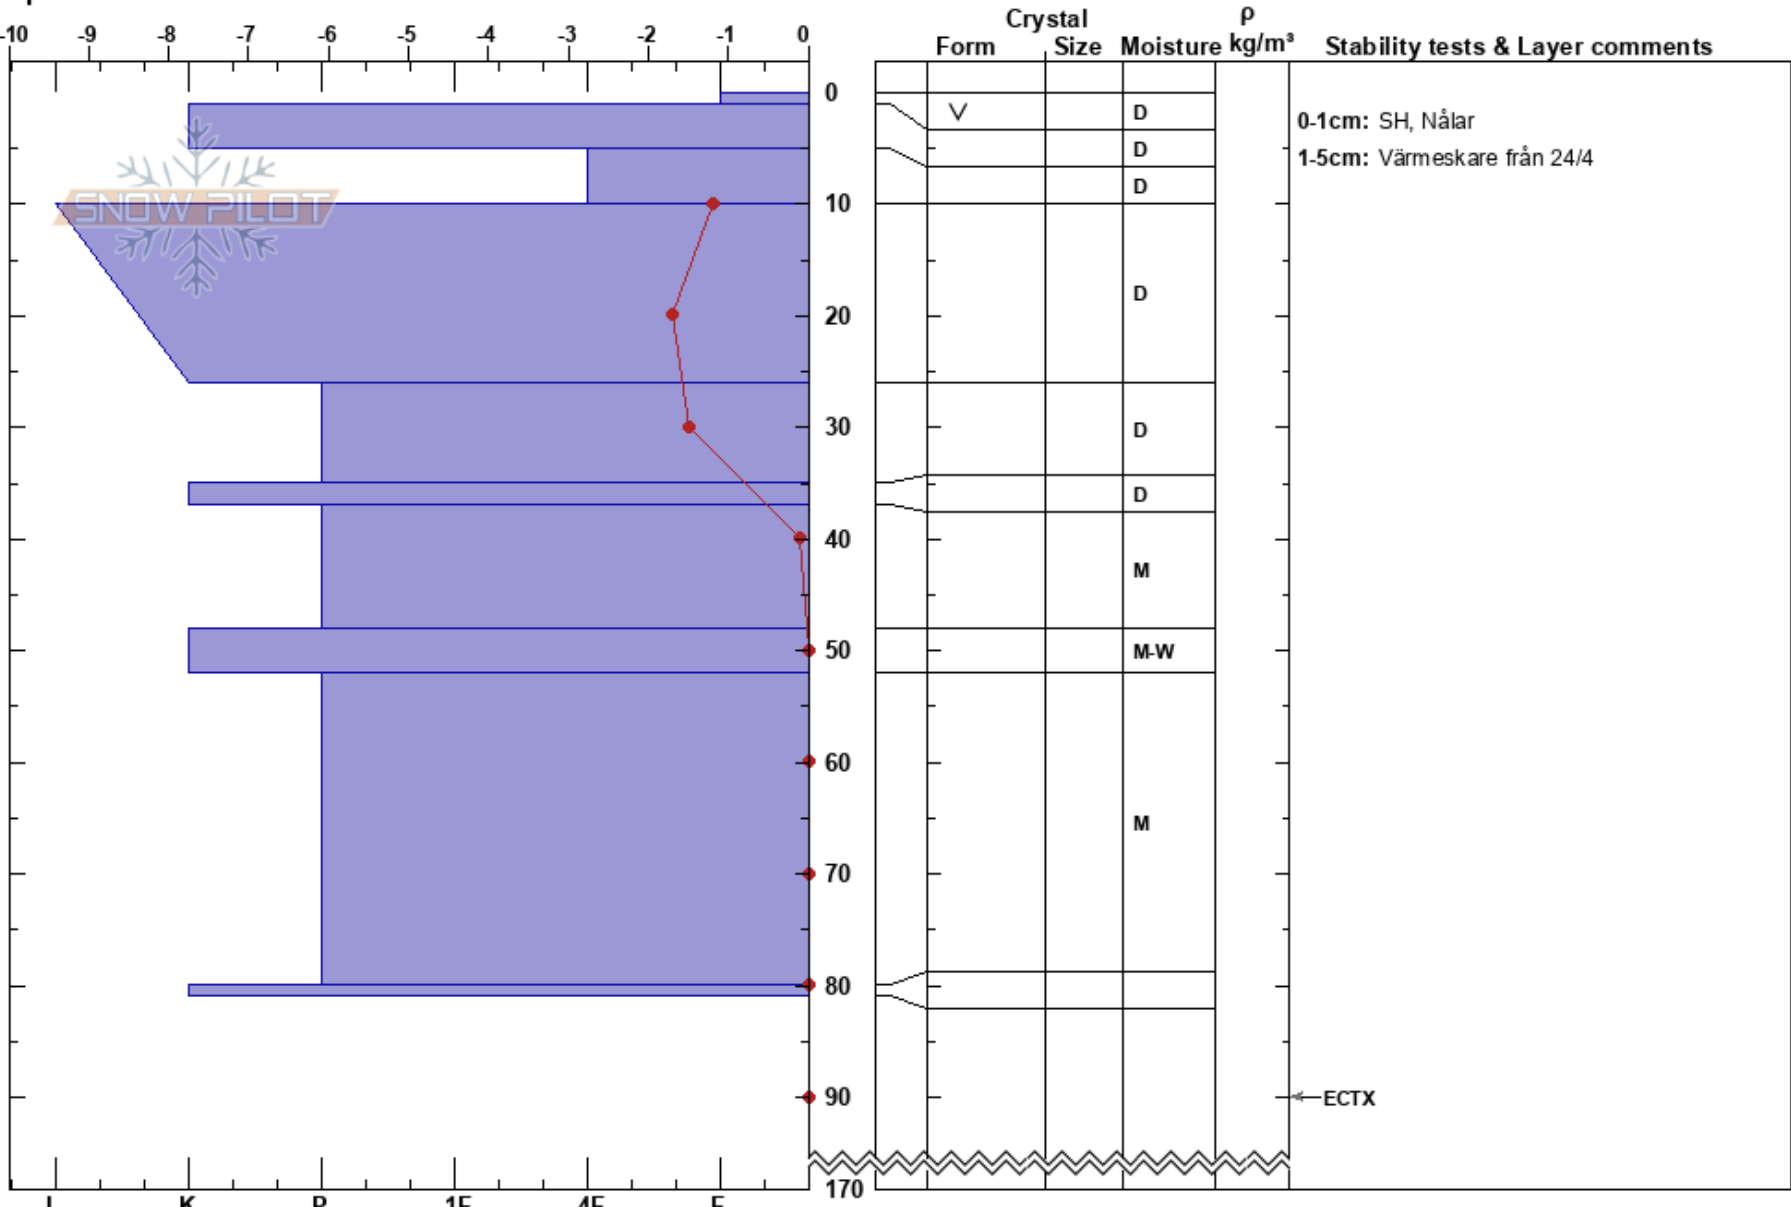 Crystal ρ
Form Size Moisture kg/m³ Stability tests & Layer comments
-10 -9 -8 -7 -6 -5 -4 -3 -2 -1 0
0
D
0-1cm: SH, Nålar
D
1-5cm: Värmeskare från 24/4
D
SNOW PILOT
10
D
20
30
D
D
40
M
50
M-W
60
M
70
80
90
ECTX
170
K P 1F 4F F